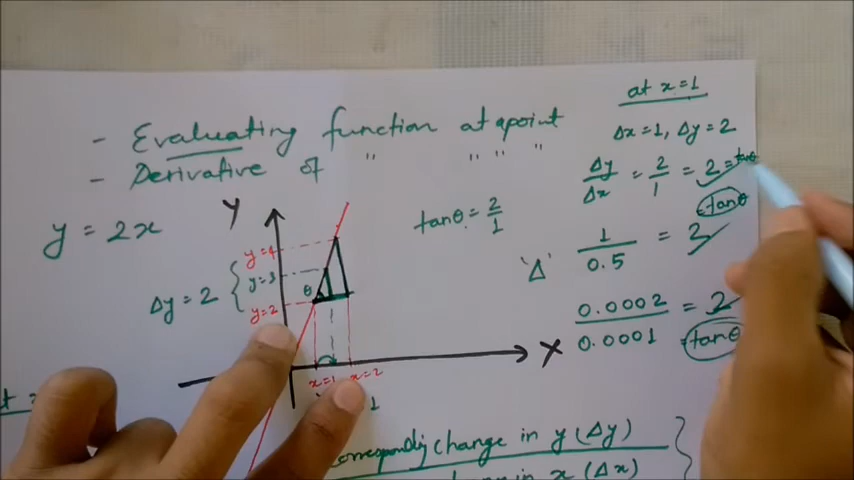 - Evaluating function at a point
- Derivative of " " " "
y = 2x
Y
y=4
y=3
y=2
Δy = 2
θ
x=1
x=2
1
X
tanθ = 2/1
at x=1
Δx=1, Δy=2
Δy/Δx = 2/1 = 2 = tanθ
= tanθ
'Δ' 1/0.5 = 2
0.0002/0.0001 = 2
= tanθ
change in y (Δy)
in x (Δx)